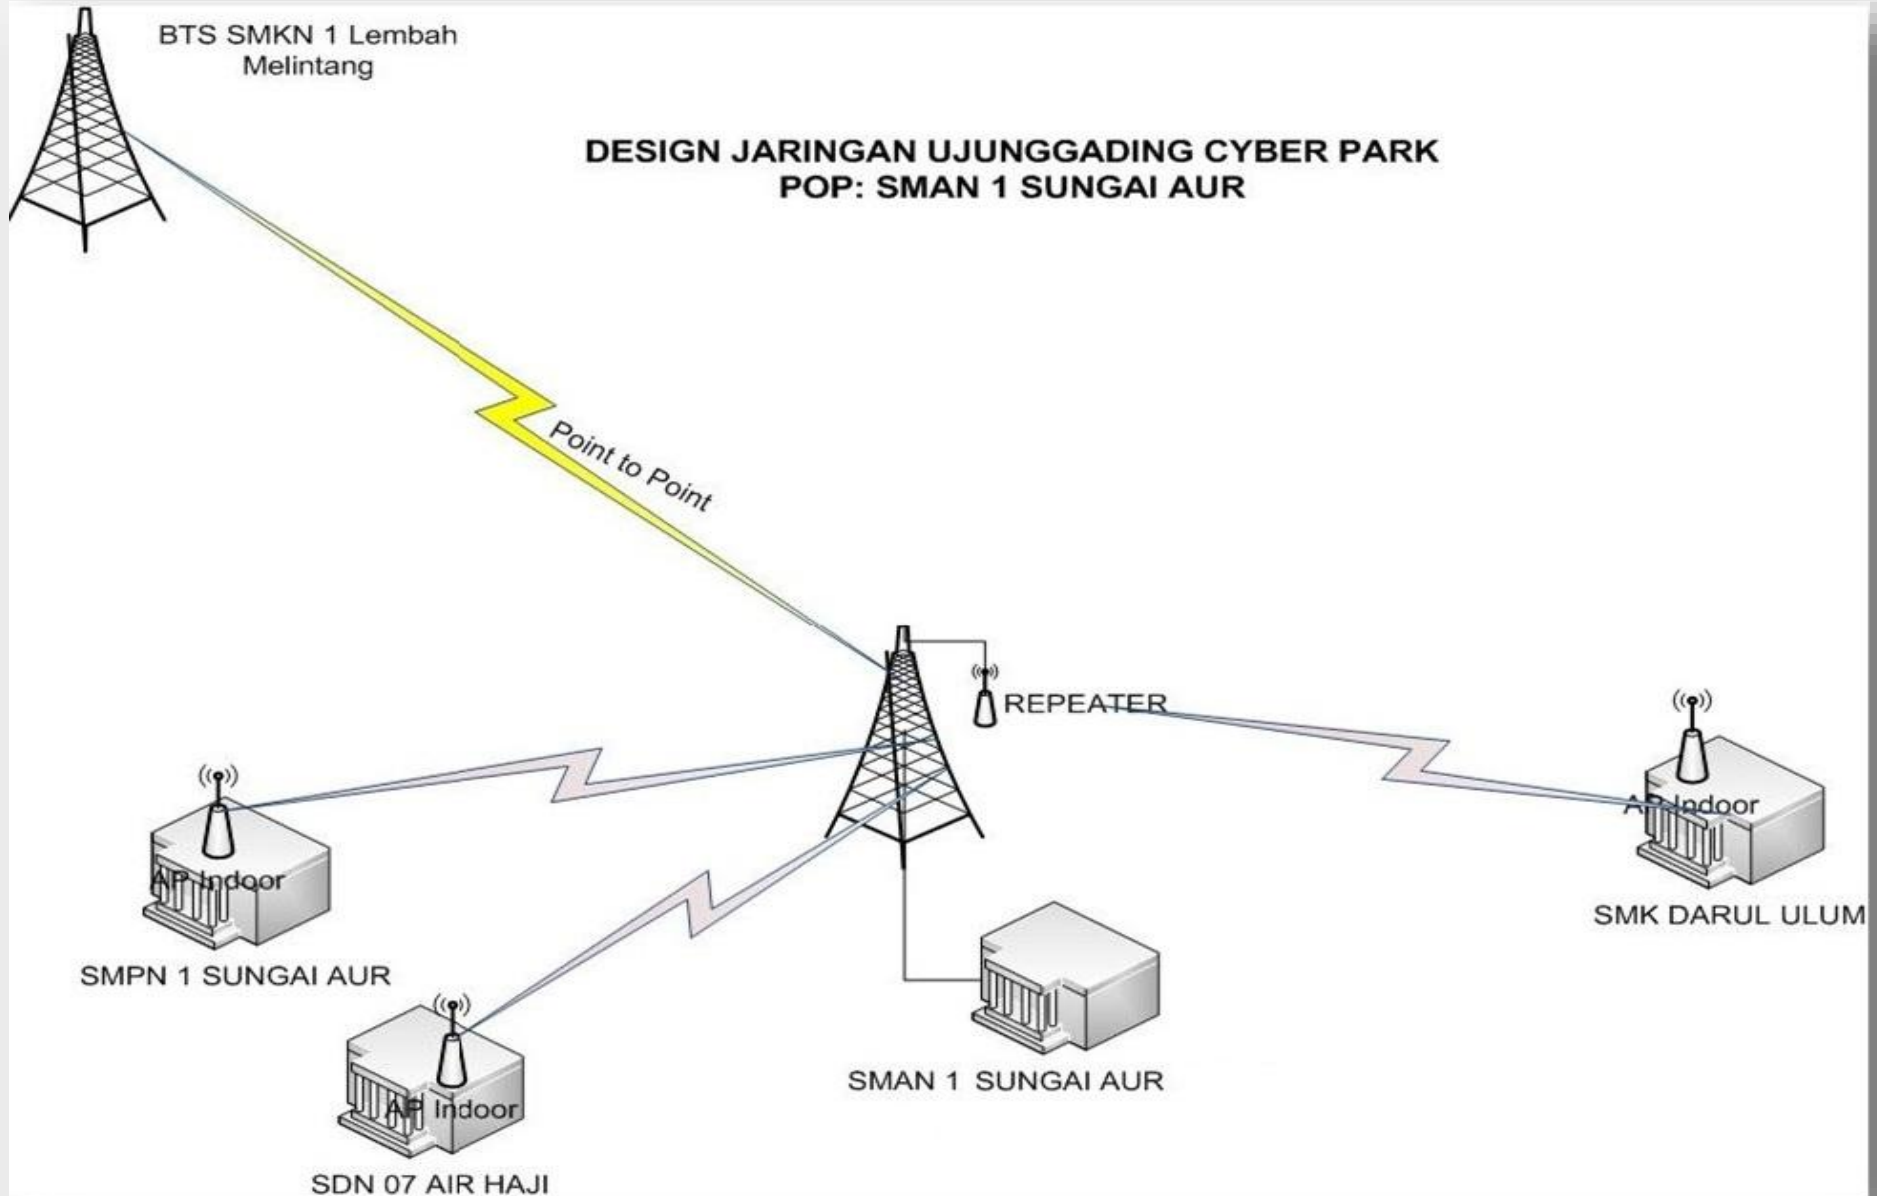 BTS SMKN 1 Lembah
Melintang
DESIGN JARINGAN UJUNGGADING CYBER PARK
POP: SMAN 1 SUNGAI AUR
Point to Point
REPEATER
AP Indoor
SMK DARUL ULUM
AP Indoor
SMPN 1 SUNGAI AUR
SMAN 1 SUNGAI AUR
AP Indoor
SDN 07 AIR HAJI